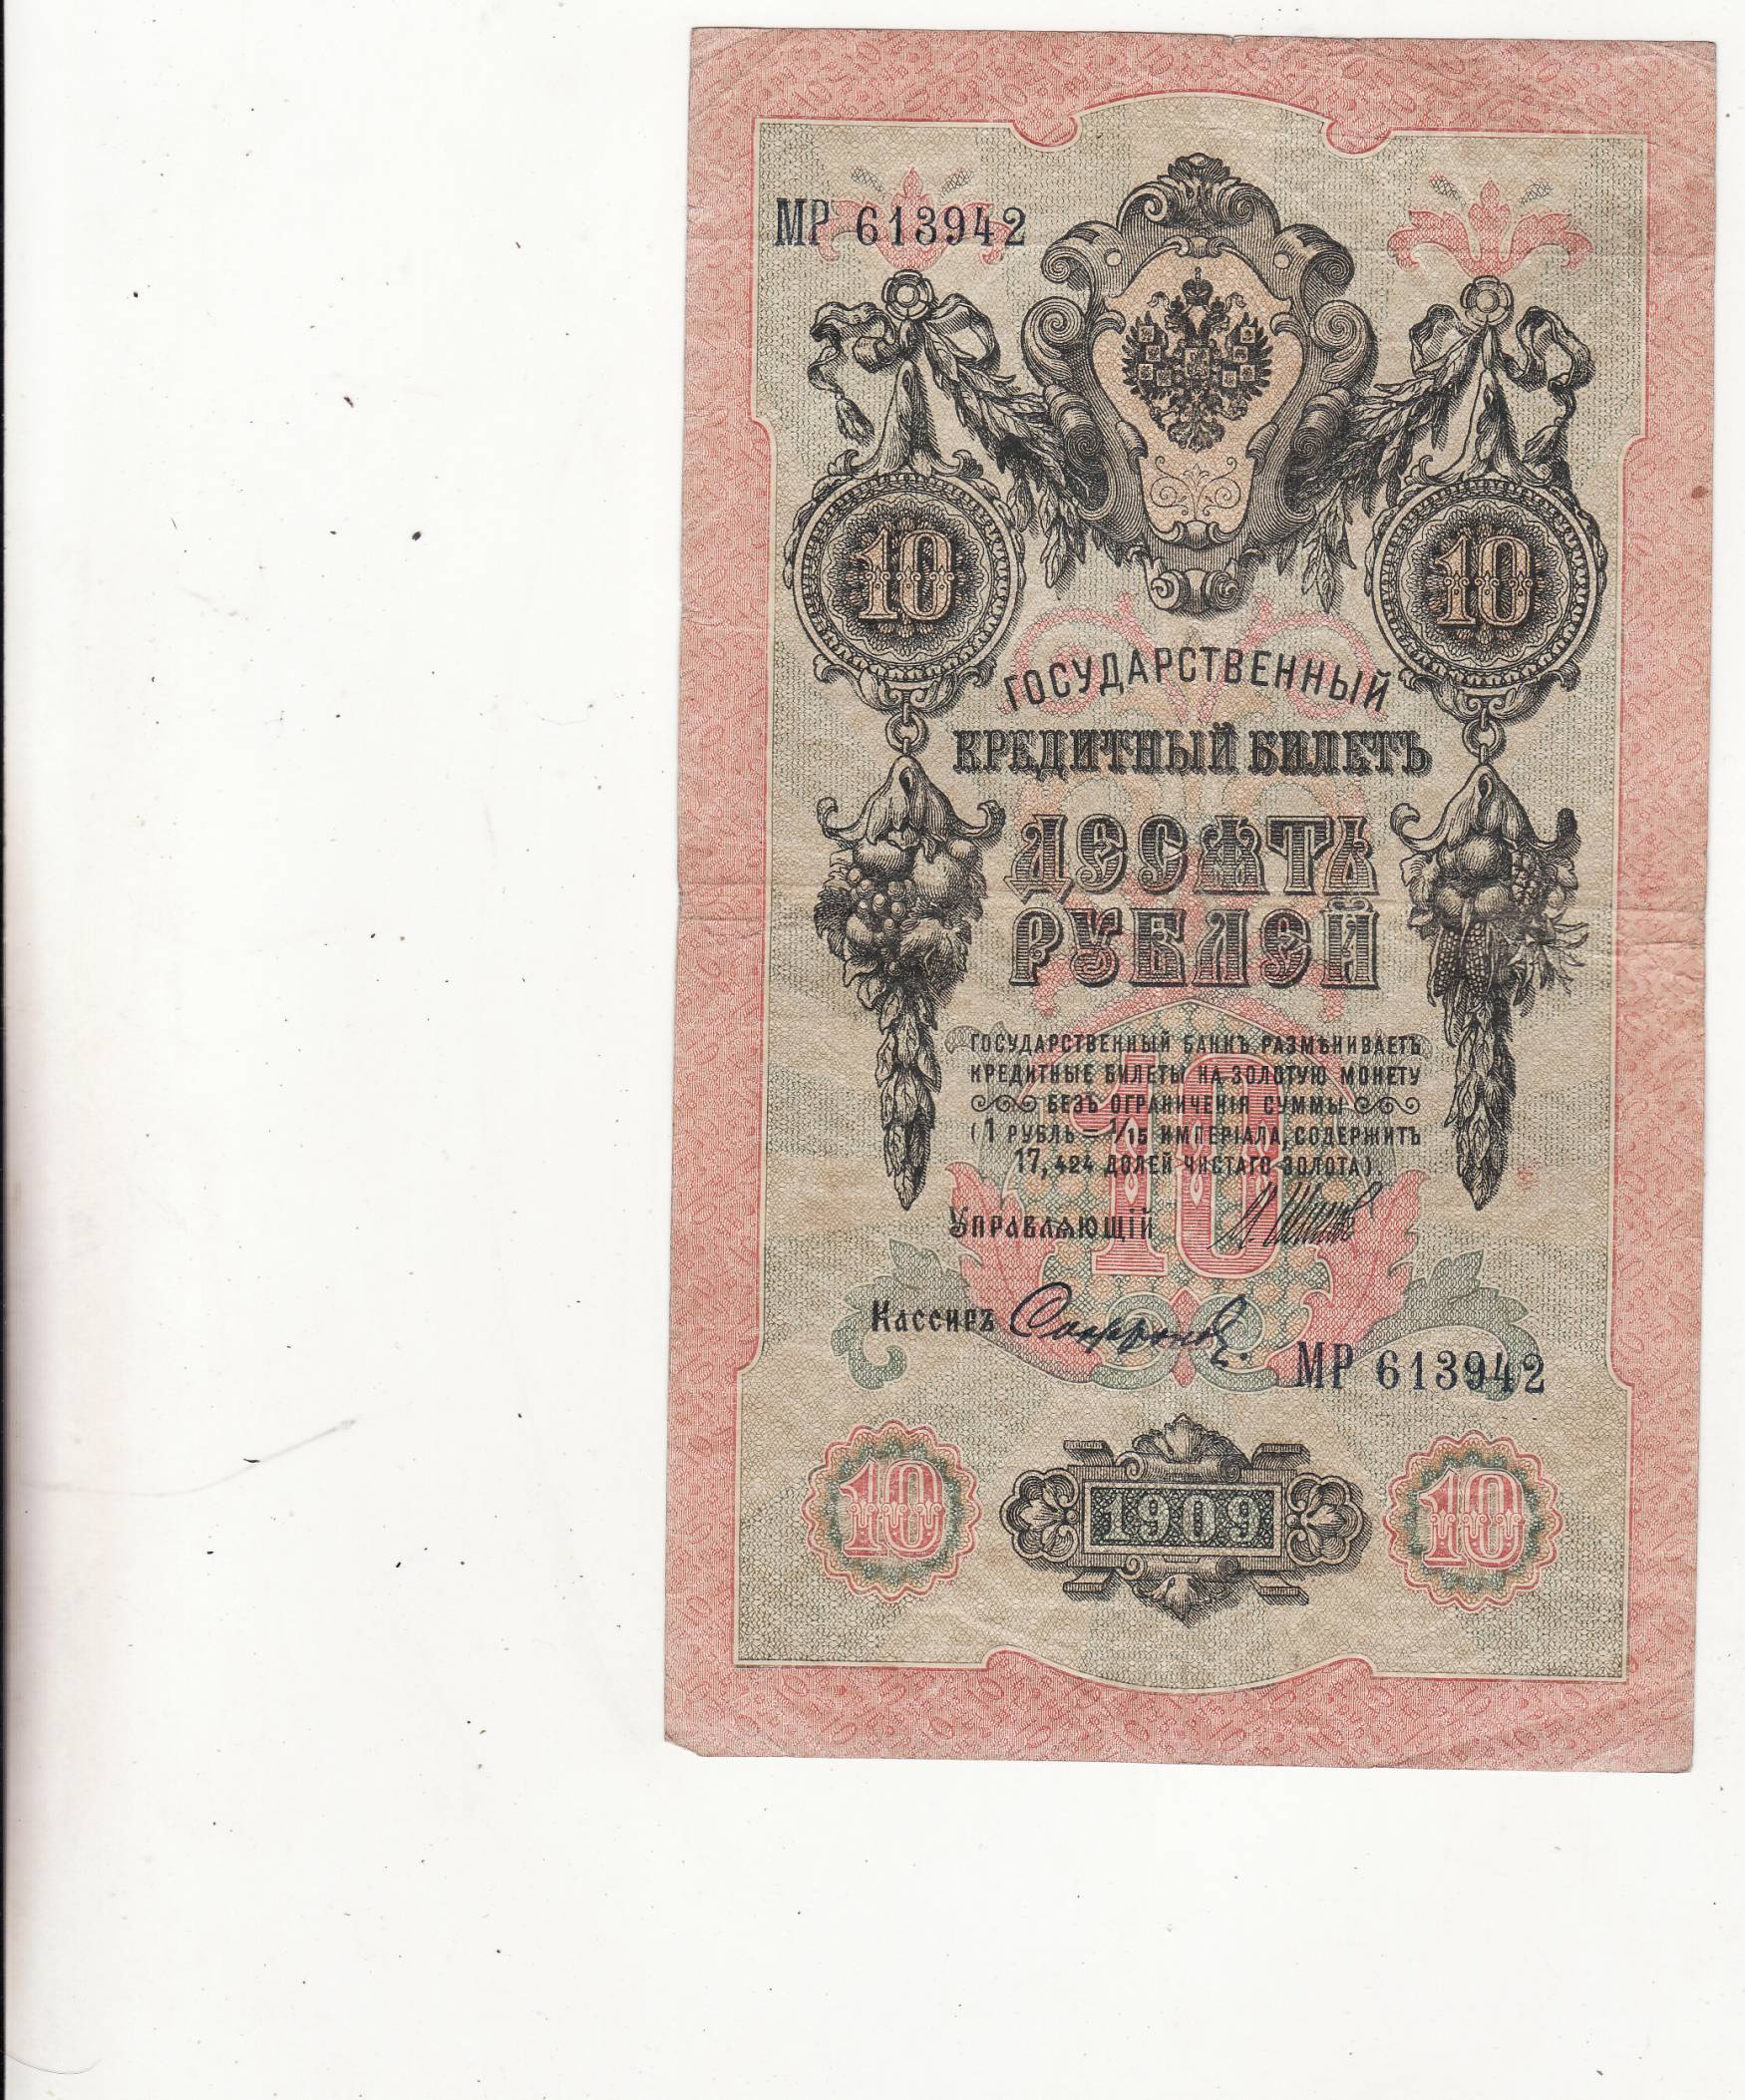 МР 613942
10 10
ГОСУДАРСТВЕННЫЙ
КРЕДИТНЫЙ БИЛЕТЪ
ДЕСЯТЬ
РУБЛЕЙ
10
ГОСУДАРСТВЕННЫЙ БАНКЪ РАЗМѢНИВАЕТЪ
КРЕДИТНЫЕ БИЛЕТЫ НА ЗОЛОТУЮ МОНЕТУ
БЕЗЪ ОГРАНИЧЕНІЯ СУММЫ
(1 РУБЛЬ = 1/15 ИМПЕРІАЛА, СОДЕРЖИТЪ
17,424 ДОЛЕЙ ЧИСТАГО ЗОЛОТА).
УПРАВЛЯЮЩІЙ
КАССИРЪ Софроновъ.
МР 613942
10 1909 10